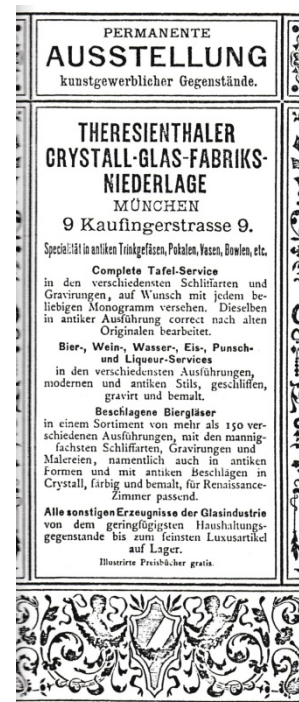 PERMANENTE
AUSSTELLUNG
kunstgewerblicher Gegenstände.
THERESIENTHALER
CRYSTALL-GLAS-FABRIKS-
NIEDERLAGE
MÜNCHEN
9 Kaufingerstrasse 9.
Specialität in antiken Trinkgefäsen, Pokalen, Vasen, Bowlen, etc.
Complete Tafel-Service
in den verschiedensten Schliffarten und
Gravirungen, auf Wunsch mit jedem be-
liebigen Monogramm versehen. Dieselben
in antiker Ausführung correct nach alten
Originalen bearbeitet.
Bier-, Wein-, Wasser-, Eis-, Punsch-
und Liqueur-Services
in den verschiedensten Ausführungen,
modernen und antiken Stils, geschliffen,
gravirt und bemalt.
Beschlagene Biergläser
in einem Sortiment von mehr als 150 ver-
schiedenen Ausführungen, mit den mannig-
fachsten Schliffarten, Gravirungen und
Malereien, namentlich auch in antiken
Formen und mit antiken Beschlägen in
Crystall, färbig und bemalt, für Renaissance-
Zimmer passend.
Alle sonstigen Erzeugnisse der Glasindustrie
von dem geringfügigsten Haushaltungs-
gegenstande bis zum feinsten Luxusartikel
auf Lager.
Illustrirte Preisbücher gratis.